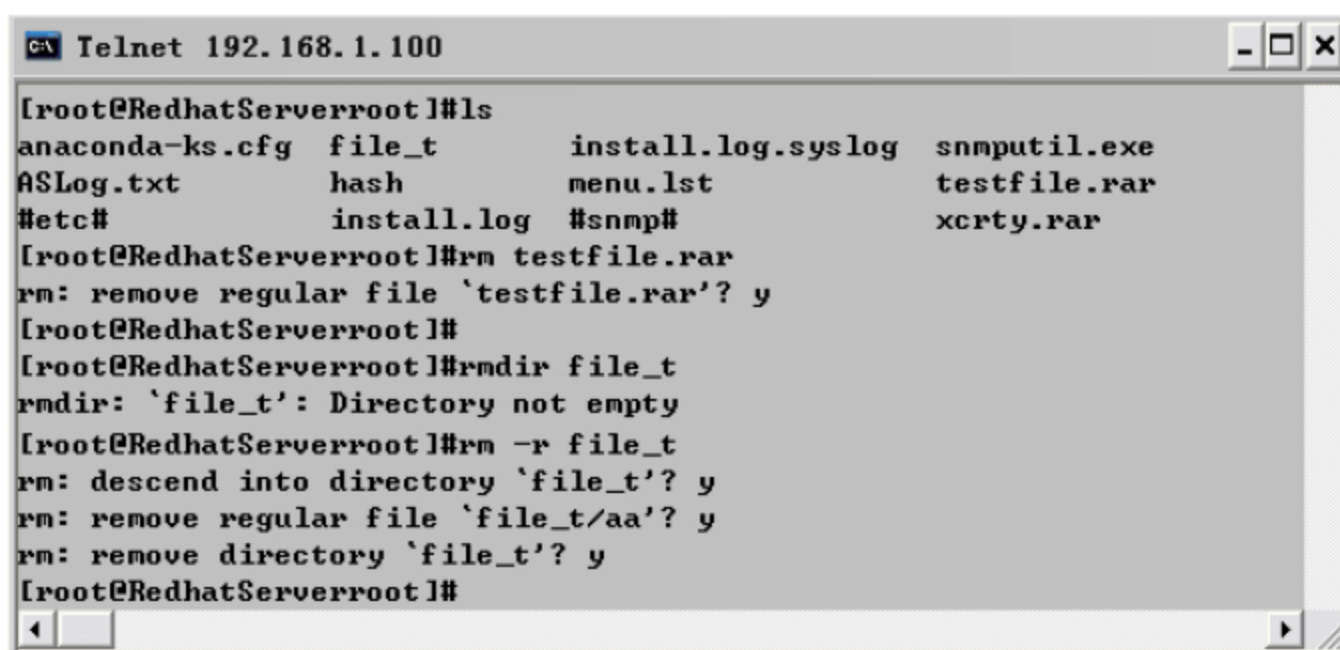 Telnet 192.168.1.100
[root@RedhatServerroot]#ls
anaconda-ks.cfg file_t install.log.syslog snmputil.exe
ASLog.txt hash menu.lst testfile.rar
#etc# install.log #snmp# xcrty.rar
[root@RedhatServerroot]#rm testfile.rar
rm: remove regular file `testfile.rar'? y
[root@RedhatServerroot]#
[root@RedhatServerroot]#rmdir file_t
rmdir: `file_t': Directory not empty
[root@RedhatServerroot]#rm -r file_t
rm: descend into directory `file_t'? y
rm: remove regular file `file_t/aa'? y
rm: remove directory `file_t'? y
[root@RedhatServerroot]#